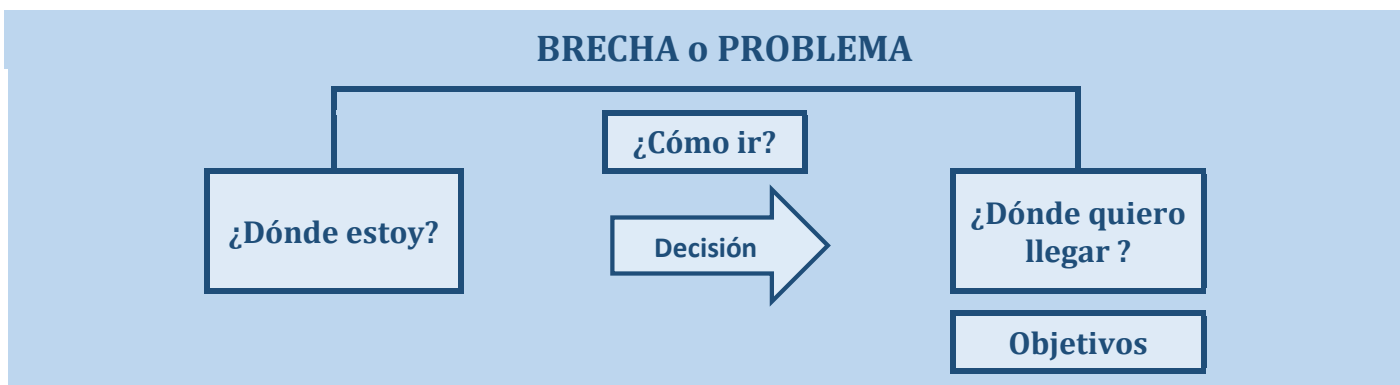 BRECHA o PROBLEMA
¿Cómo ir?
¿Dónde estoy?
Decisión
¿Dónde quiero
llegar ?
Objetivos